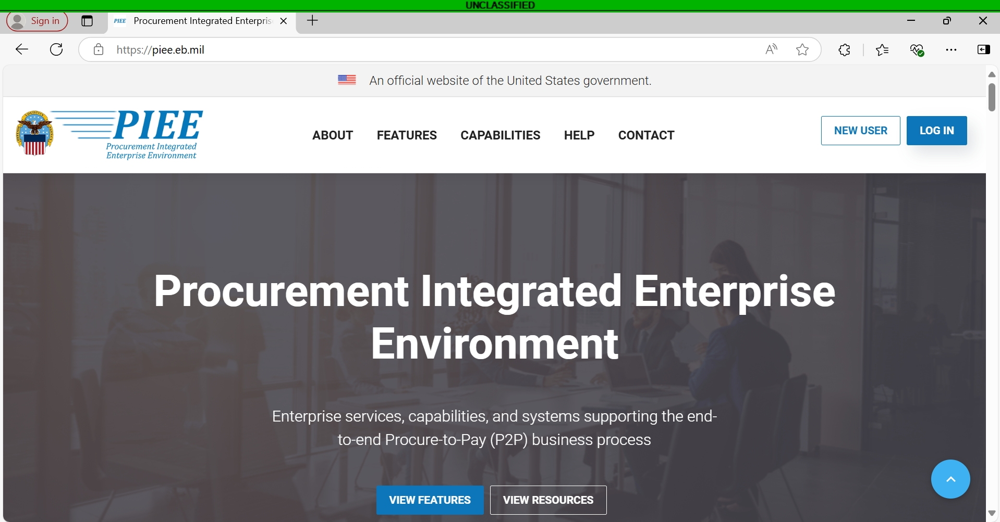 UNCLASSIFIED
Sign in
PIEE Procurement Integrated Enterpris
https://piee.eb.mil
An official website of the United States government.
PIEE
Procurement Integrated
Enterprise Environment
ABOUT
FEATURES
CAPABILITIES
HELP
CONTACT
NEW USER
LOG IN
Procurement Integrated Enterprise
Environment
Enterprise services, capabilities, and systems supporting the end-
to-end Procure-to-Pay (P2P) business process
VIEW FEATURES
VIEW RESOURCES